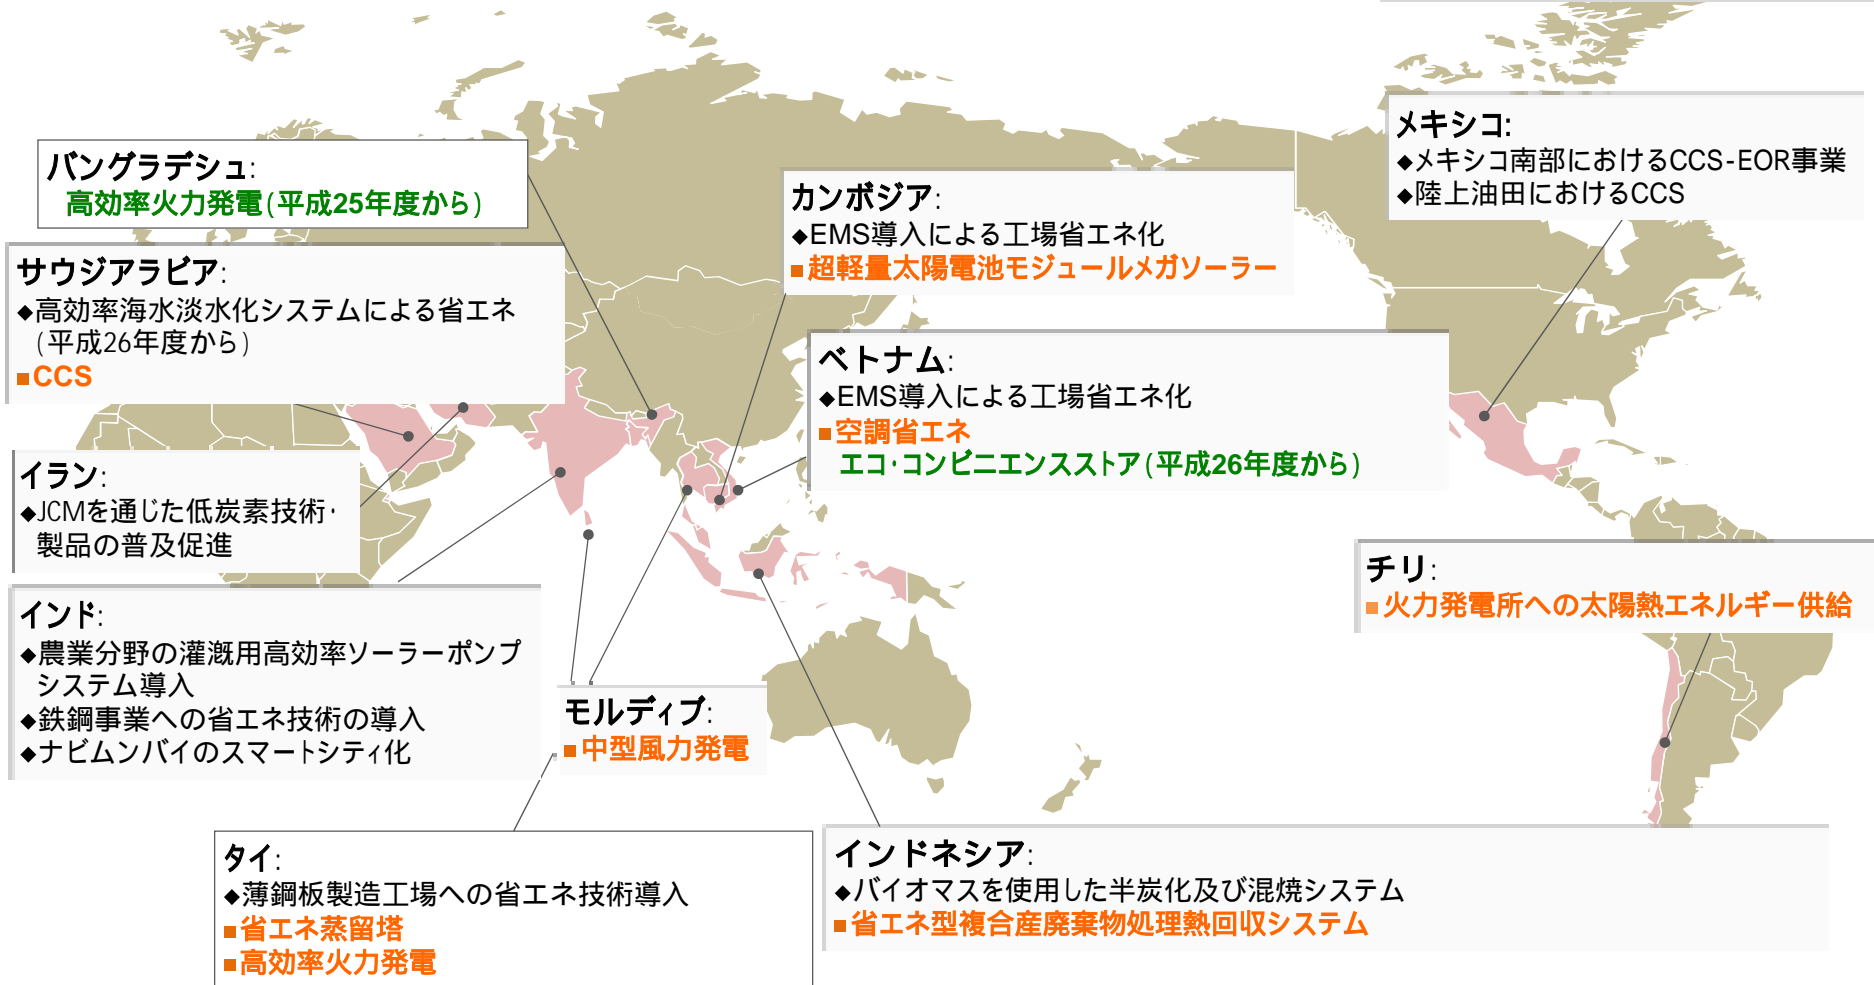 バングラデシュ:
高効率火力発電(平成25年度から)
サウジアラビア:
◆高効率海水淡水化システムによる省エネ
(平成26年度から)
■CCS
イラン:
◆JCMを通じた低炭素技術・
製品の普及促進
インド:
◆農業分野の灌漑用高効率ソーラーポンプ
システム導入
◆鉄鋼事業への省エネ技術の導入
◆ナビムンバイのスマートシティ化
カンボジア:
◆EMS導入による工場省エネ化
■超軽量太陽電池モジュールメガソーラー
ベトナム:
◆EMS導入による工場省エネ化
■空調省エネ
エコ・コンビニエンスストア(平成26年度から)
メキシコ:
◆メキシコ南部におけるCCS-EOR事業
◆陸上油田におけるCCS
チリ:
■火力発電所への太陽熱エネルギー供給
モルディブ:
■中型風力発電
タイ:
◆薄鋼板製造工場への省エネ技術導入
■省エネ蒸留塔
■高効率火力発電
インドネシア:
◆バイオマスを使用した半炭化及び混焼システム
■省エネ型複合産廃棄物処理熱回収システム